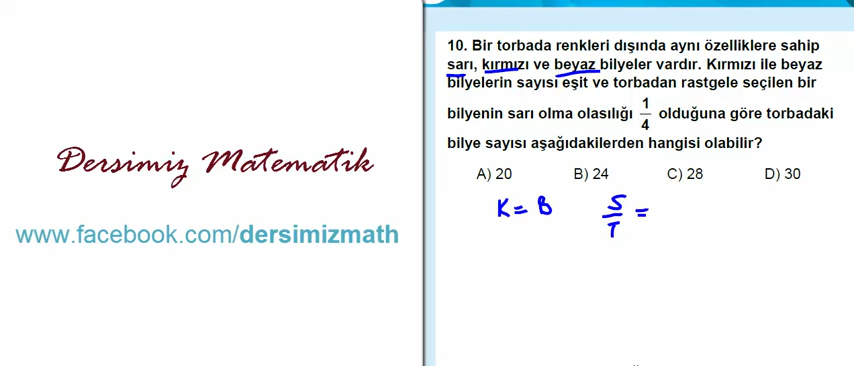 Dersimiz Matematik
www.facebook.com/dersimizmath
10. Bir torbada renkleri dışında aynı özelliklere sahip
sarı, kırmızı ve beyaz bilyeler vardır. Kırmızı ile beyaz
bilyelerin sayısı eşit ve torbadan rastgele seçilen bir
bilyenin sarı olma olasılığı 1/4 olduğuna göre torbadaki
bilye sayısı aşağıdakilerden hangisi olabilir?
A) 20 B) 24 C) 28 D) 30
K = B S/T =